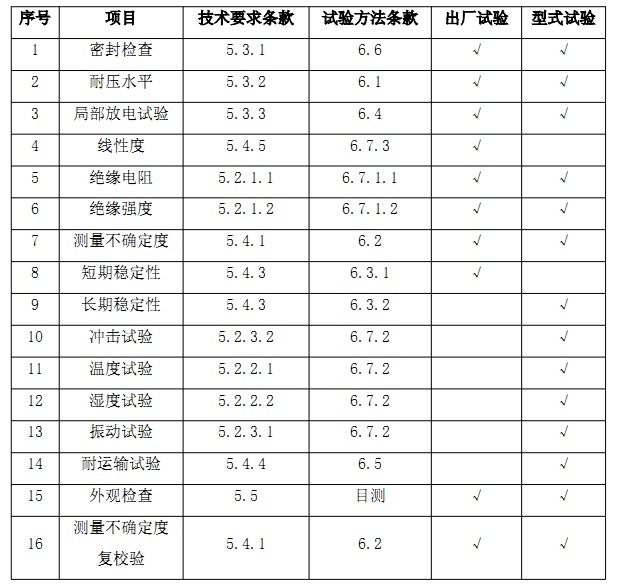 序号 项目 技术要求条款 试验方法条款 出厂试验 型式试验
1 密封检查 5.3.1 6.6 √ √
2 耐压水平 5.3.2 6.1 √ √
3 局部放电试验 5.3.3 6.4 √ √
4 线性度 5.4.5 6.7.3 √
5 绝缘电阻 5.2.1.1 6.7.1.1 √ √
6 绝缘强度 5.2.1.2 6.7.1.2 √ √
7 测量不确定度 5.4.1 6.2 √ √
8 短期稳定性 5.4.3 6.3.1 √
9 长期稳定性 5.4.3 6.3.2 √
10 冲击试验 5.2.3.2 6.7.2 √
11 温度试验 5.2.2.1 6.7.2 √
12 湿度试验 5.2.2.2 6.7.2 √
13 振动试验 5.2.3.1 6.7.2 √
14 耐运输试验 5.4.4 6.5 √
15 外观检查 5.5 目测 √ √
16 测量不确定度
复校验 5.4.1 6.2 √ √